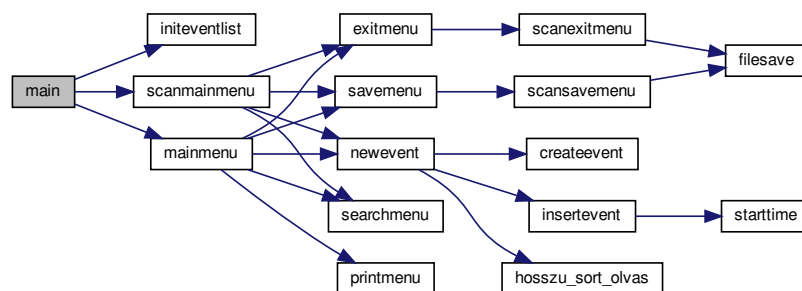 initeventlist
exitmenu
scanexitmenu
filesave
main
scanmainmenu
savemenu
scansavemenu
mainmenu
newevent
createevent
searchmenu
insertevent
starttime
printmenu
hosszu_sort_olvas